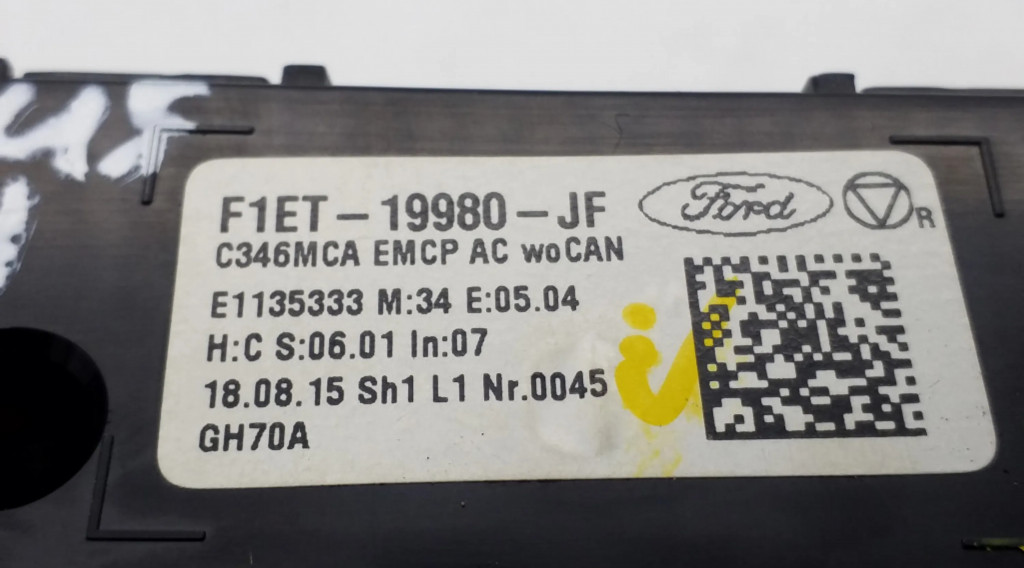 F1ET-19980-JF
Ford
R
C346MCA EMCP AC woCAN
E1135333 M:34 E:05.04
H:C S:06.01 In:07
18.08.15 Sh1 L1 Nr.0045
GH70A